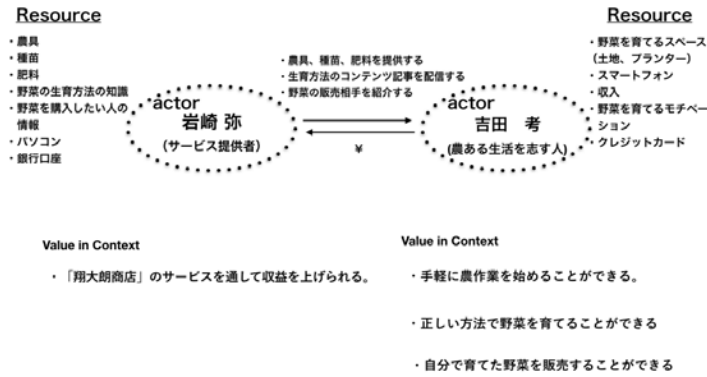 Resource
・農具
・種苗
・肥料
・野菜の生育方法の知識
・野菜を購入したい人の
情報
・パソコン
・銀行口座
actor
岩崎 弥
（サービス提供者）
・農具、種苗、肥料を提供する
・生育方法のコンテンツ記事を配信する
・野菜の販売相手を紹介する
¥
actor
吉田　考
(農ある生活を志す人)
Resource
・野菜を育てるスペース
（土地、プランター）
・スマートフォン
・収入
・野菜を育てるモチベー
ション
・クレジットカード
Value in Context
・「翔大朗商店」のサービスを通して収益を上げられる。
Value in Context
・手軽に農作業を始めることができる。
・正しい方法で野菜を育てることができる
・自分で育てた野菜を販売することができる